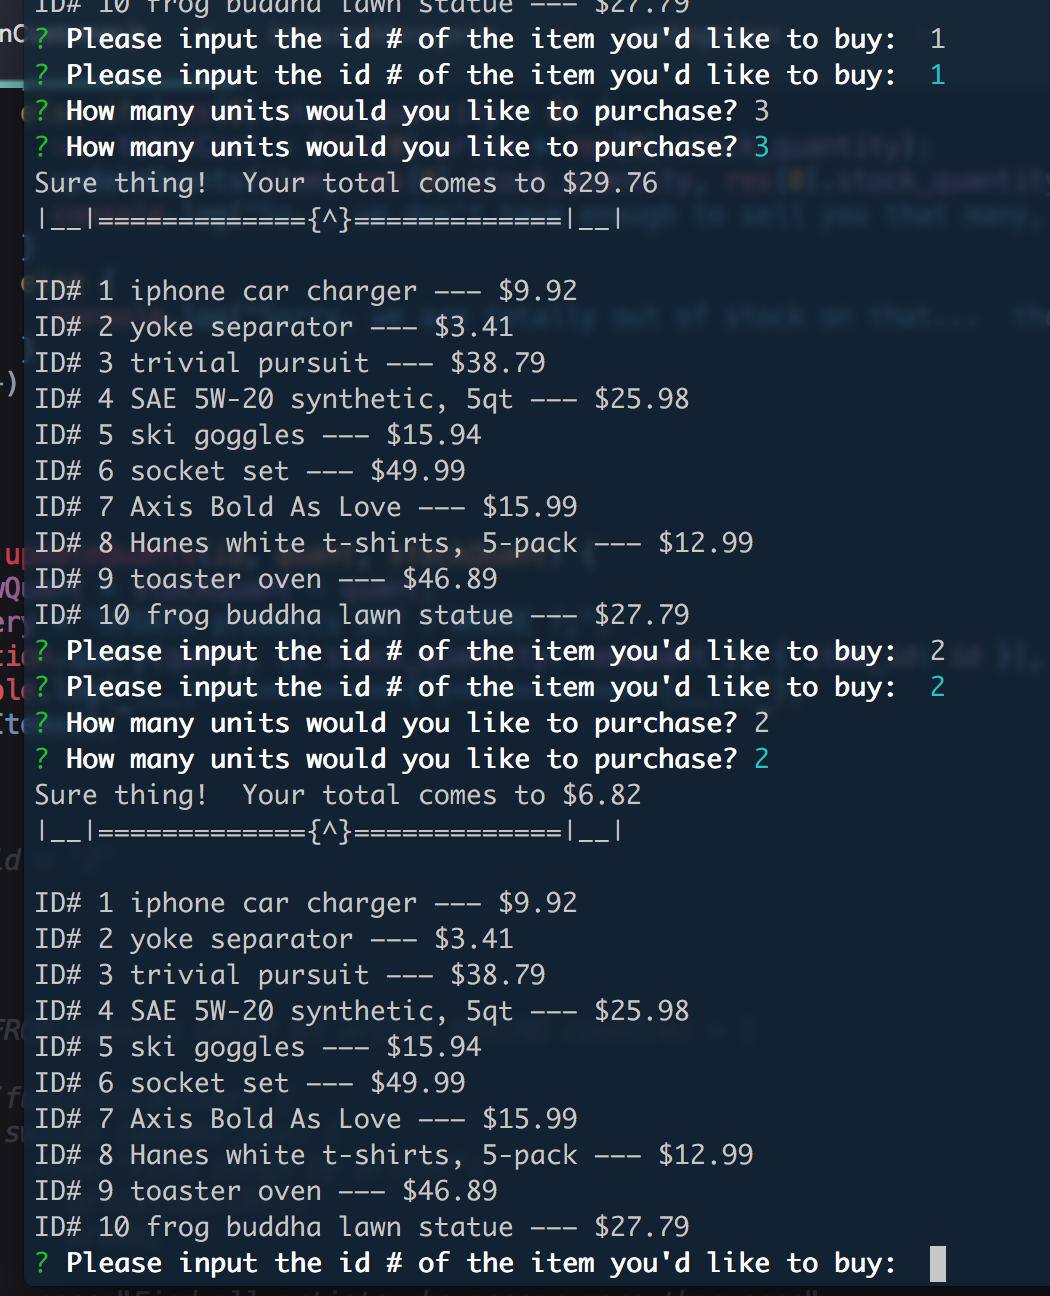 ID# 10 frog buddha lawn statue --- $27.79
? Please input the id # of the item you'd like to buy:  1
? Please input the id # of the item you'd like to buy:  1
? How many units would you like to purchase? 3
? How many units would you like to purchase? 3
Sure thing!  Your total comes to $29.76
|__|============={^}=============|__|
ID# 1 iphone car charger --- $9.92
ID# 2 yoke separator --- $3.41
ID# 3 trivial pursuit --- $38.79
ID# 4 SAE 5W-20 synthetic, 5qt --- $25.98
ID# 5 ski goggles --- $15.94
ID# 6 socket set --- $49.99
ID# 7 Axis Bold As Love --- $15.99
ID# 8 Hanes white t-shirts, 5-pack --- $12.99
ID# 9 toaster oven --- $46.89
ID# 10 frog buddha lawn statue --- $27.79
? Please input the id # of the item you'd like to buy:  2
? Please input the id # of the item you'd like to buy:  2
? How many units would you like to purchase? 2
? How many units would you like to purchase? 2
Sure thing!  Your total comes to $6.82
|__|============={^}=============|__|
ID# 1 iphone car charger --- $9.92
ID# 2 yoke separator --- $3.41
ID# 3 trivial pursuit --- $38.79
ID# 4 SAE 5W-20 synthetic, 5qt --- $25.98
ID# 5 ski goggles --- $15.94
ID# 6 socket set --- $49.99
ID# 7 Axis Bold As Love --- $15.99
ID# 8 Hanes white t-shirts, 5-pack --- $12.99
ID# 9 toaster oven --- $46.89
ID# 10 frog buddha lawn statue --- $27.79
? Please input the id # of the item you'd like to buy: